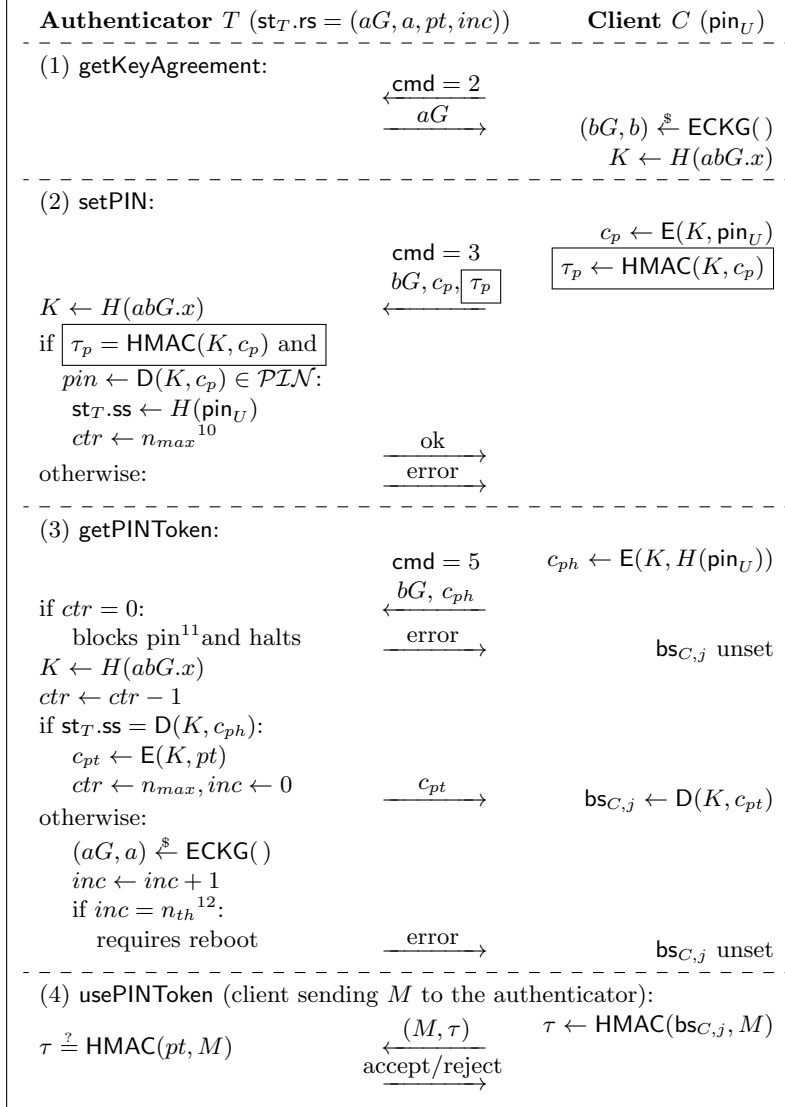 Authenticator T (st_T.rs = (aG, a, pt, inc)) Client C (pin_U)
(1) getKeyAgreement:
cmd = 2
aG
(bG, b) ←$ ECKG( )
K ← H(abG.x)
(2) setPIN:
c_p ← E(K, pin_U)
cmd = 3
τ_p ← HMAC(K, c_p)
bG, c_p, τ_p
K ← H(abG.x)
if τ_p = HMAC(K, c_p) and
pin ← D(K, c_p) ∈ 𝒫ℐ𝒩:
st_T.ss ← H(pin_U)
ctr ← n_max^10 ok
otherwise: error
(3) getPINToken:
cmd = 5 c_ph ← E(K, H(pin_U))
bG, c_ph
if ctr = 0:
blocks pin^11 and halts error bs_C,j unset
K ← H(abG.x)
ctr ← ctr − 1
if st_T.ss = D(K, c_ph):
c_pt ← E(K, pt)
ctr ← n_max, inc ← 0 c_pt bs_C,j ← D(K, c_pt)
otherwise:
(aG, a) ←$ ECKG( )
inc ← inc + 1
if inc = n_th^12:
requires reboot error bs_C,j unset
(4) usePINToken (client sending M to the authenticator):
τ ≟ HMAC(pt, M) (M, τ) τ ← HMAC(bs_C,j, M)
accept/reject